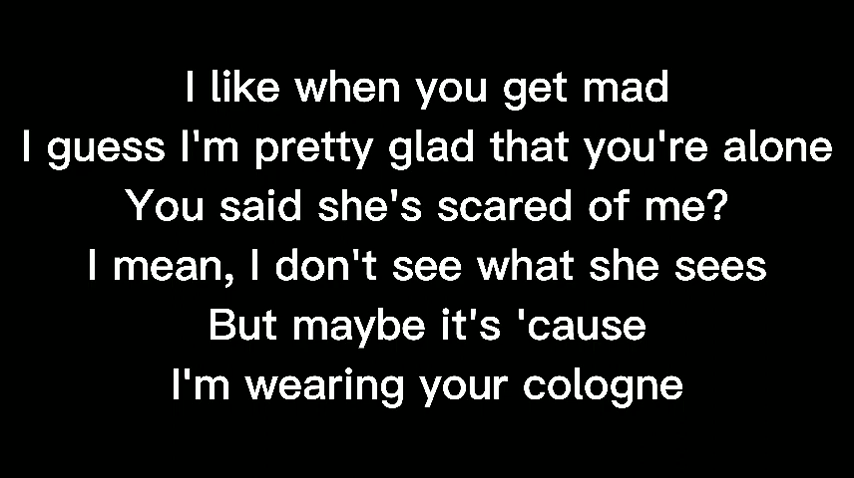 I like when you get mad
I guess I'm pretty glad that you're alone
You said she's scared of me?
I mean, I don't see what she sees
But maybe it's 'cause
I'm wearing your cologne